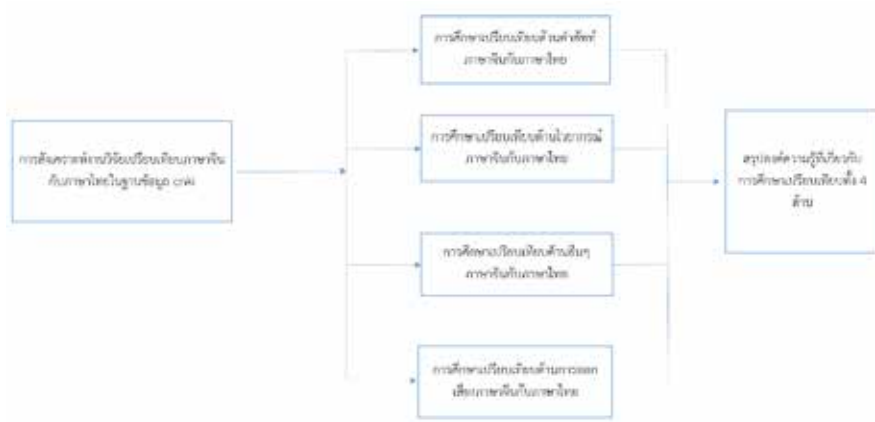 การสังเคราะห์งานวิจัยเปรียบเทียบภาษาจีน
กับภาษาไทยในฐานข้อมูล cnki
การศึกษาเปรียบเทียบด้านคำศัพท์
ภาษาจีนกับภาษาไทย
การศึกษาเปรียบเทียบด้านไวยากรณ์
ภาษาจีนกับภาษาไทย
การศึกษาเปรียบเทียบด้านอื่นๆ
ภาษาจีนกับภาษาไทย
การศึกษาเปรียบเทียบด้านการออก
เสียงภาษาจีนกับภาษาไทย
สรุปองค์ความรู้ที่เกี่ยวกับ
การศึกษาเปรียบเทียบทั้ง 4
ด้าน